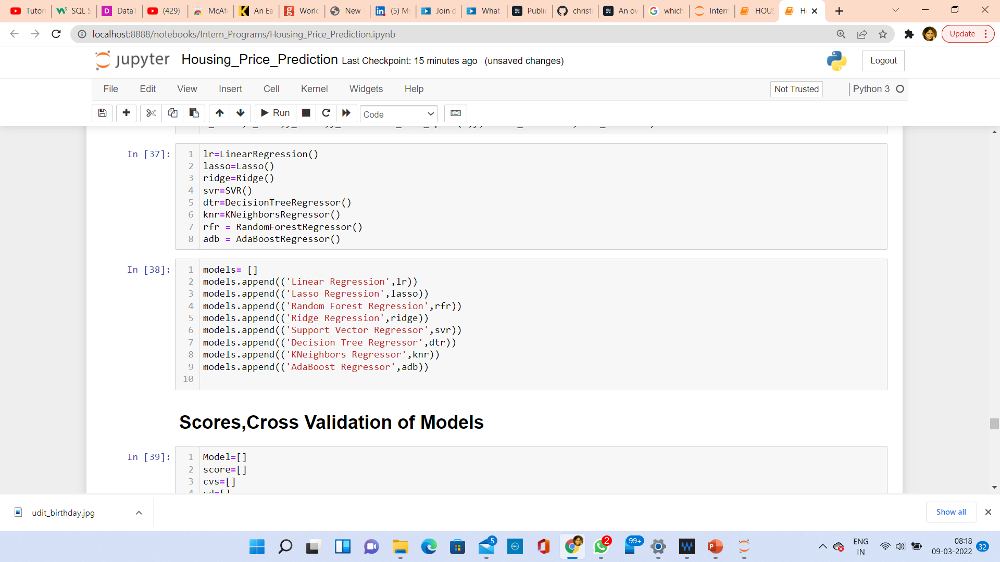 Tutori
SQL S
DataT
(429)
McAfe
An Ea
Worl
New T
(5) My
Join d
What
Public
christi
An ov
which
Intern
HOUS
H
localhost:8888/notebooks/Intern_Programs/Housing_Price_Prediction.ipynb
Update
jupyter Housing_Price_Prediction Last Checkpoint: 15 minutes ago (unsaved changes)
Logout
File Edit View Insert Cell Kernel Widgets Help
Not Trusted
Python 3
Run
Code
In [37]:
1 lr=LinearRegression()
2 lasso=Lasso()
3 ridge=Ridge()
4 svr=SVR()
5 dtr=DecisionTreeRegressor()
6 knr=KNeighborsRegressor()
7 rfr = RandomForestRegressor()
8 adb = AdaBoostRegressor()
In [38]:
1 models= []
2 models.append(('Linear Regression',lr))
3 models.append(('Lasso Regression',lasso))
4 models.append(('Random Forest Regression',rfr))
5 models.append(('Ridge Regression',ridge))
6 models.append(('Support Vector Regressor',svr))
7 models.append(('Decision Tree Regressor',dtr))
8 models.append(('KNeighbors Regressor',knr))
9 models.append(('AdaBoost Regressor',adb))
10
Scores,Cross Validation of Models
In [39]:
1 Model=[]
2 score=[]
3 cvs=[]
4 sd=[]
udit_birthday.jpg
Show all
5
2
99+
ENG
IN
08:18
09-03-2022
32